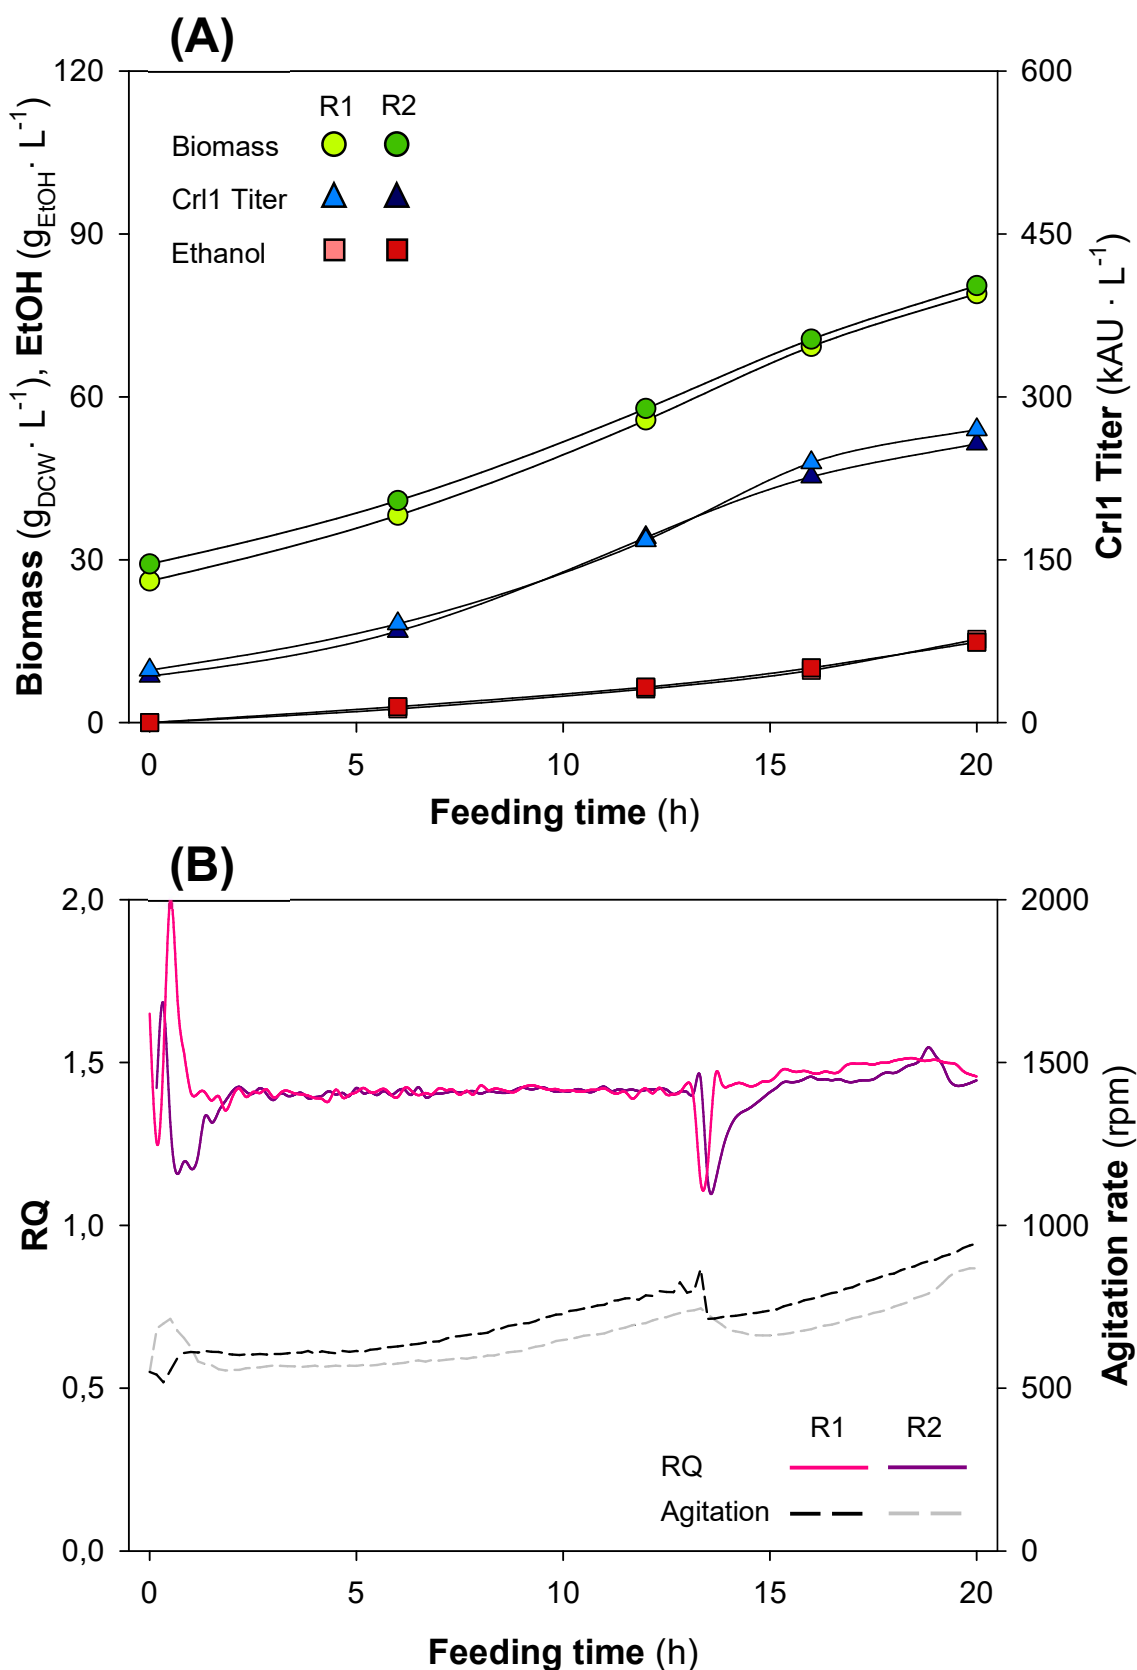 (A)
120
90
60
30
0
600
450
300
150
0
Biomass (gDCW · L-1), EtOH (gEtOH · L-1)
Crl1 Titer (kAU · L-1)
R1 R2
Biomass
Crl1 Titer
Ethanol
0 5 10 15 20
Feeding time (h)
(B)
2,0
1,5
1,0
0,5
0,0
2000
1500
1000
500
0
RQ
Agitation rate (rpm)
R1 R2
RQ
Agitation
0 5 10 15 20
Feeding time (h)